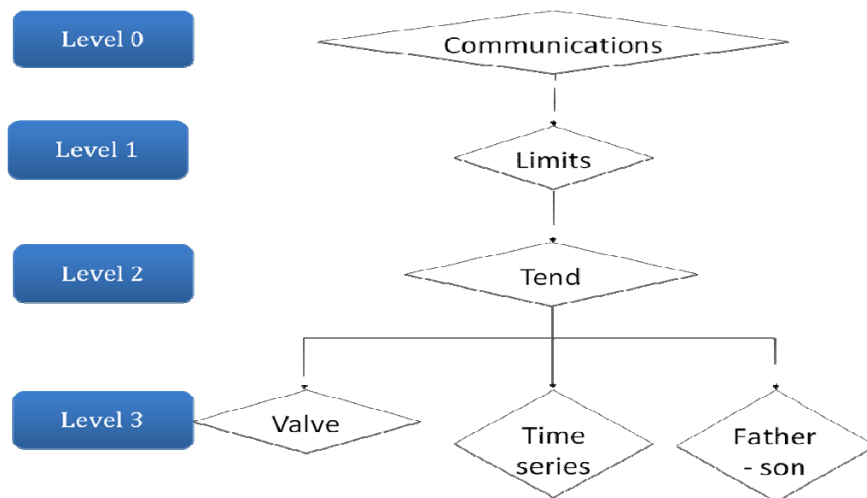 Level 0
Communications
Level 1
Limits
Level 2
Tend
Level 3
Valve
Time
series
Father
- son